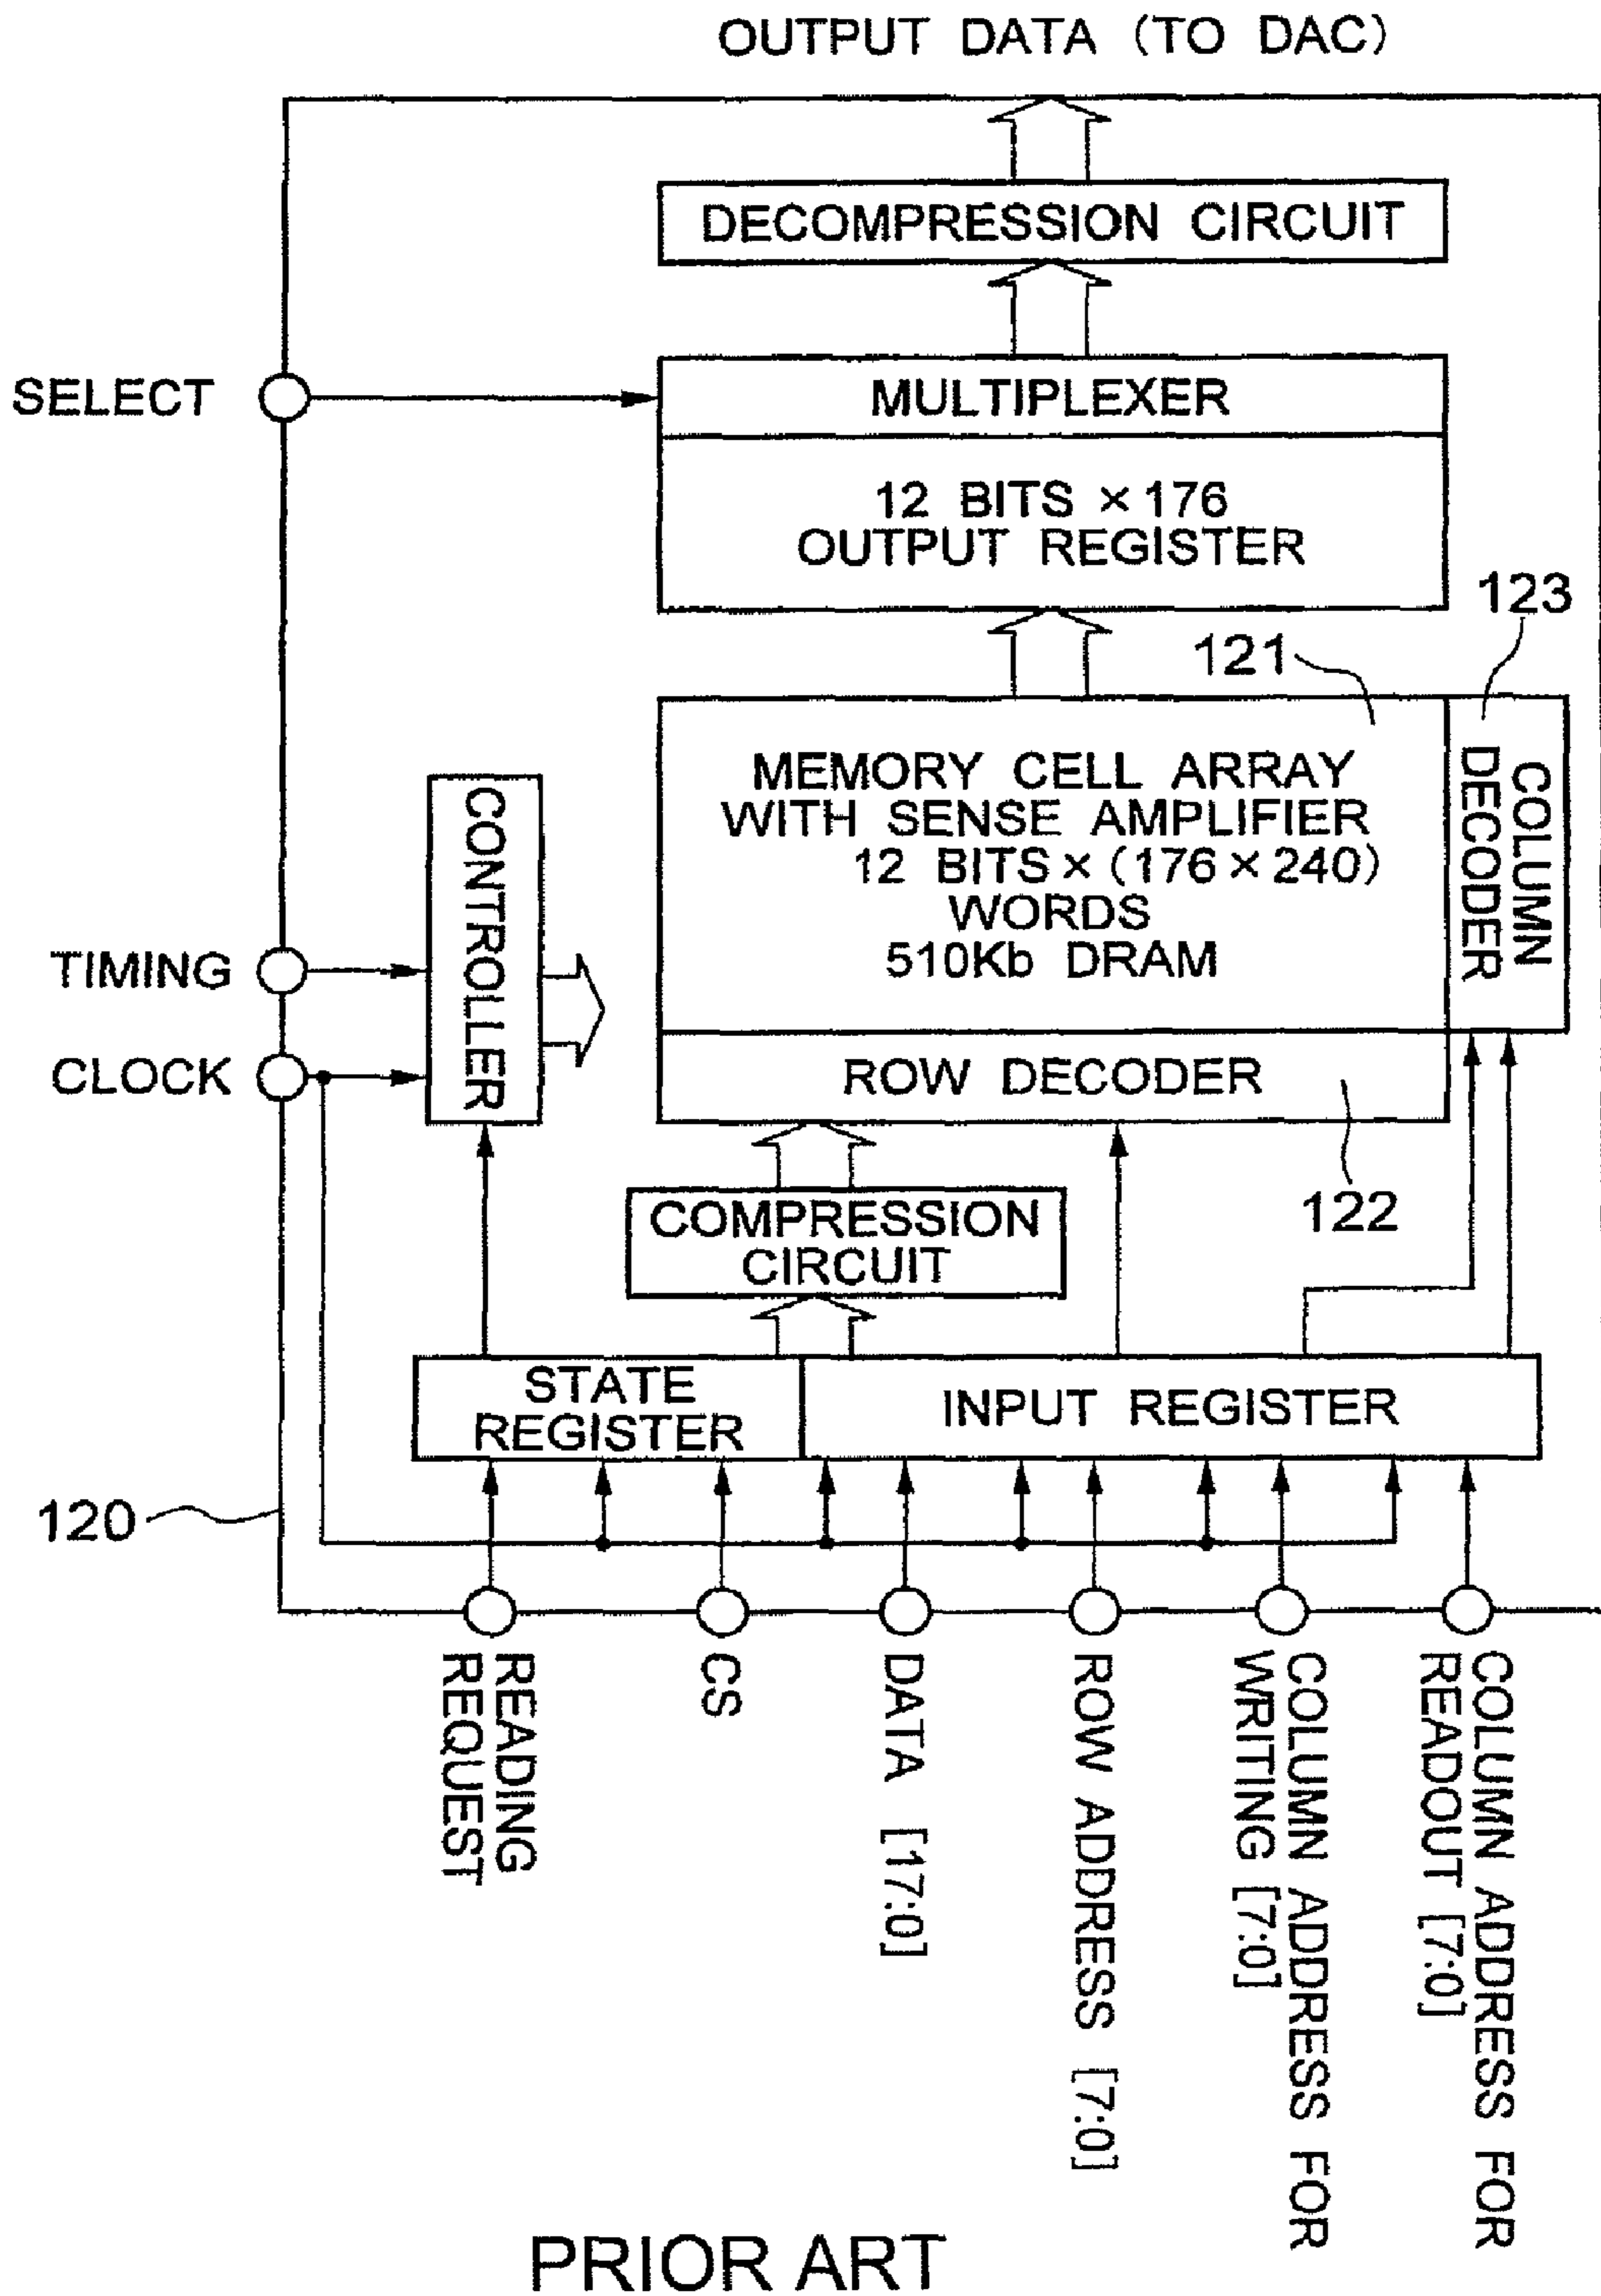 OUTPUT DATA (TO DAC)
DECOMPRESSION CIRCUIT
SELECT
MULTIPLEXER
12 BITS ×176
OUTPUT REGISTER
123
121
MEMORY CELL ARRAY
WITH SENSE AMPLIFIER
12 BITS×(176×240)
WORDS
510Kb DRAM
COLUMN
DECODER
CONTROLLER
TIMING
CLOCK
ROW DECODER
122
COMPRESSION
CIRCUIT
STATE
REGISTER
INPUT REGISTER
120
READING
REQUEST
CS
DATA [17:0]
ROW ADDRESS [7:0]
COLUMN ADDRESS FOR
WRITING [7:0]
COLUMN ADDRESS FOR
READOUT [7:0]
PRIOR ART